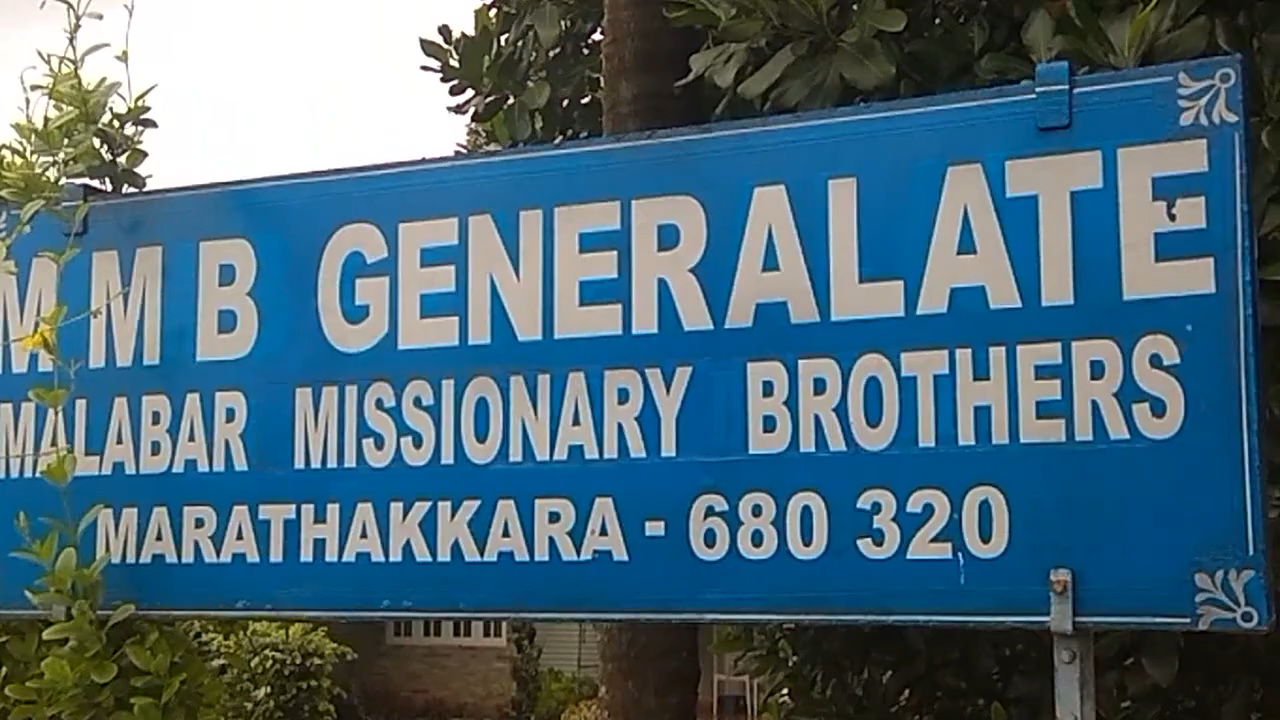 M M B GENERALATE
MALABAR MISSIONARY BROTHERS
MARATHAKKARA - 680 320